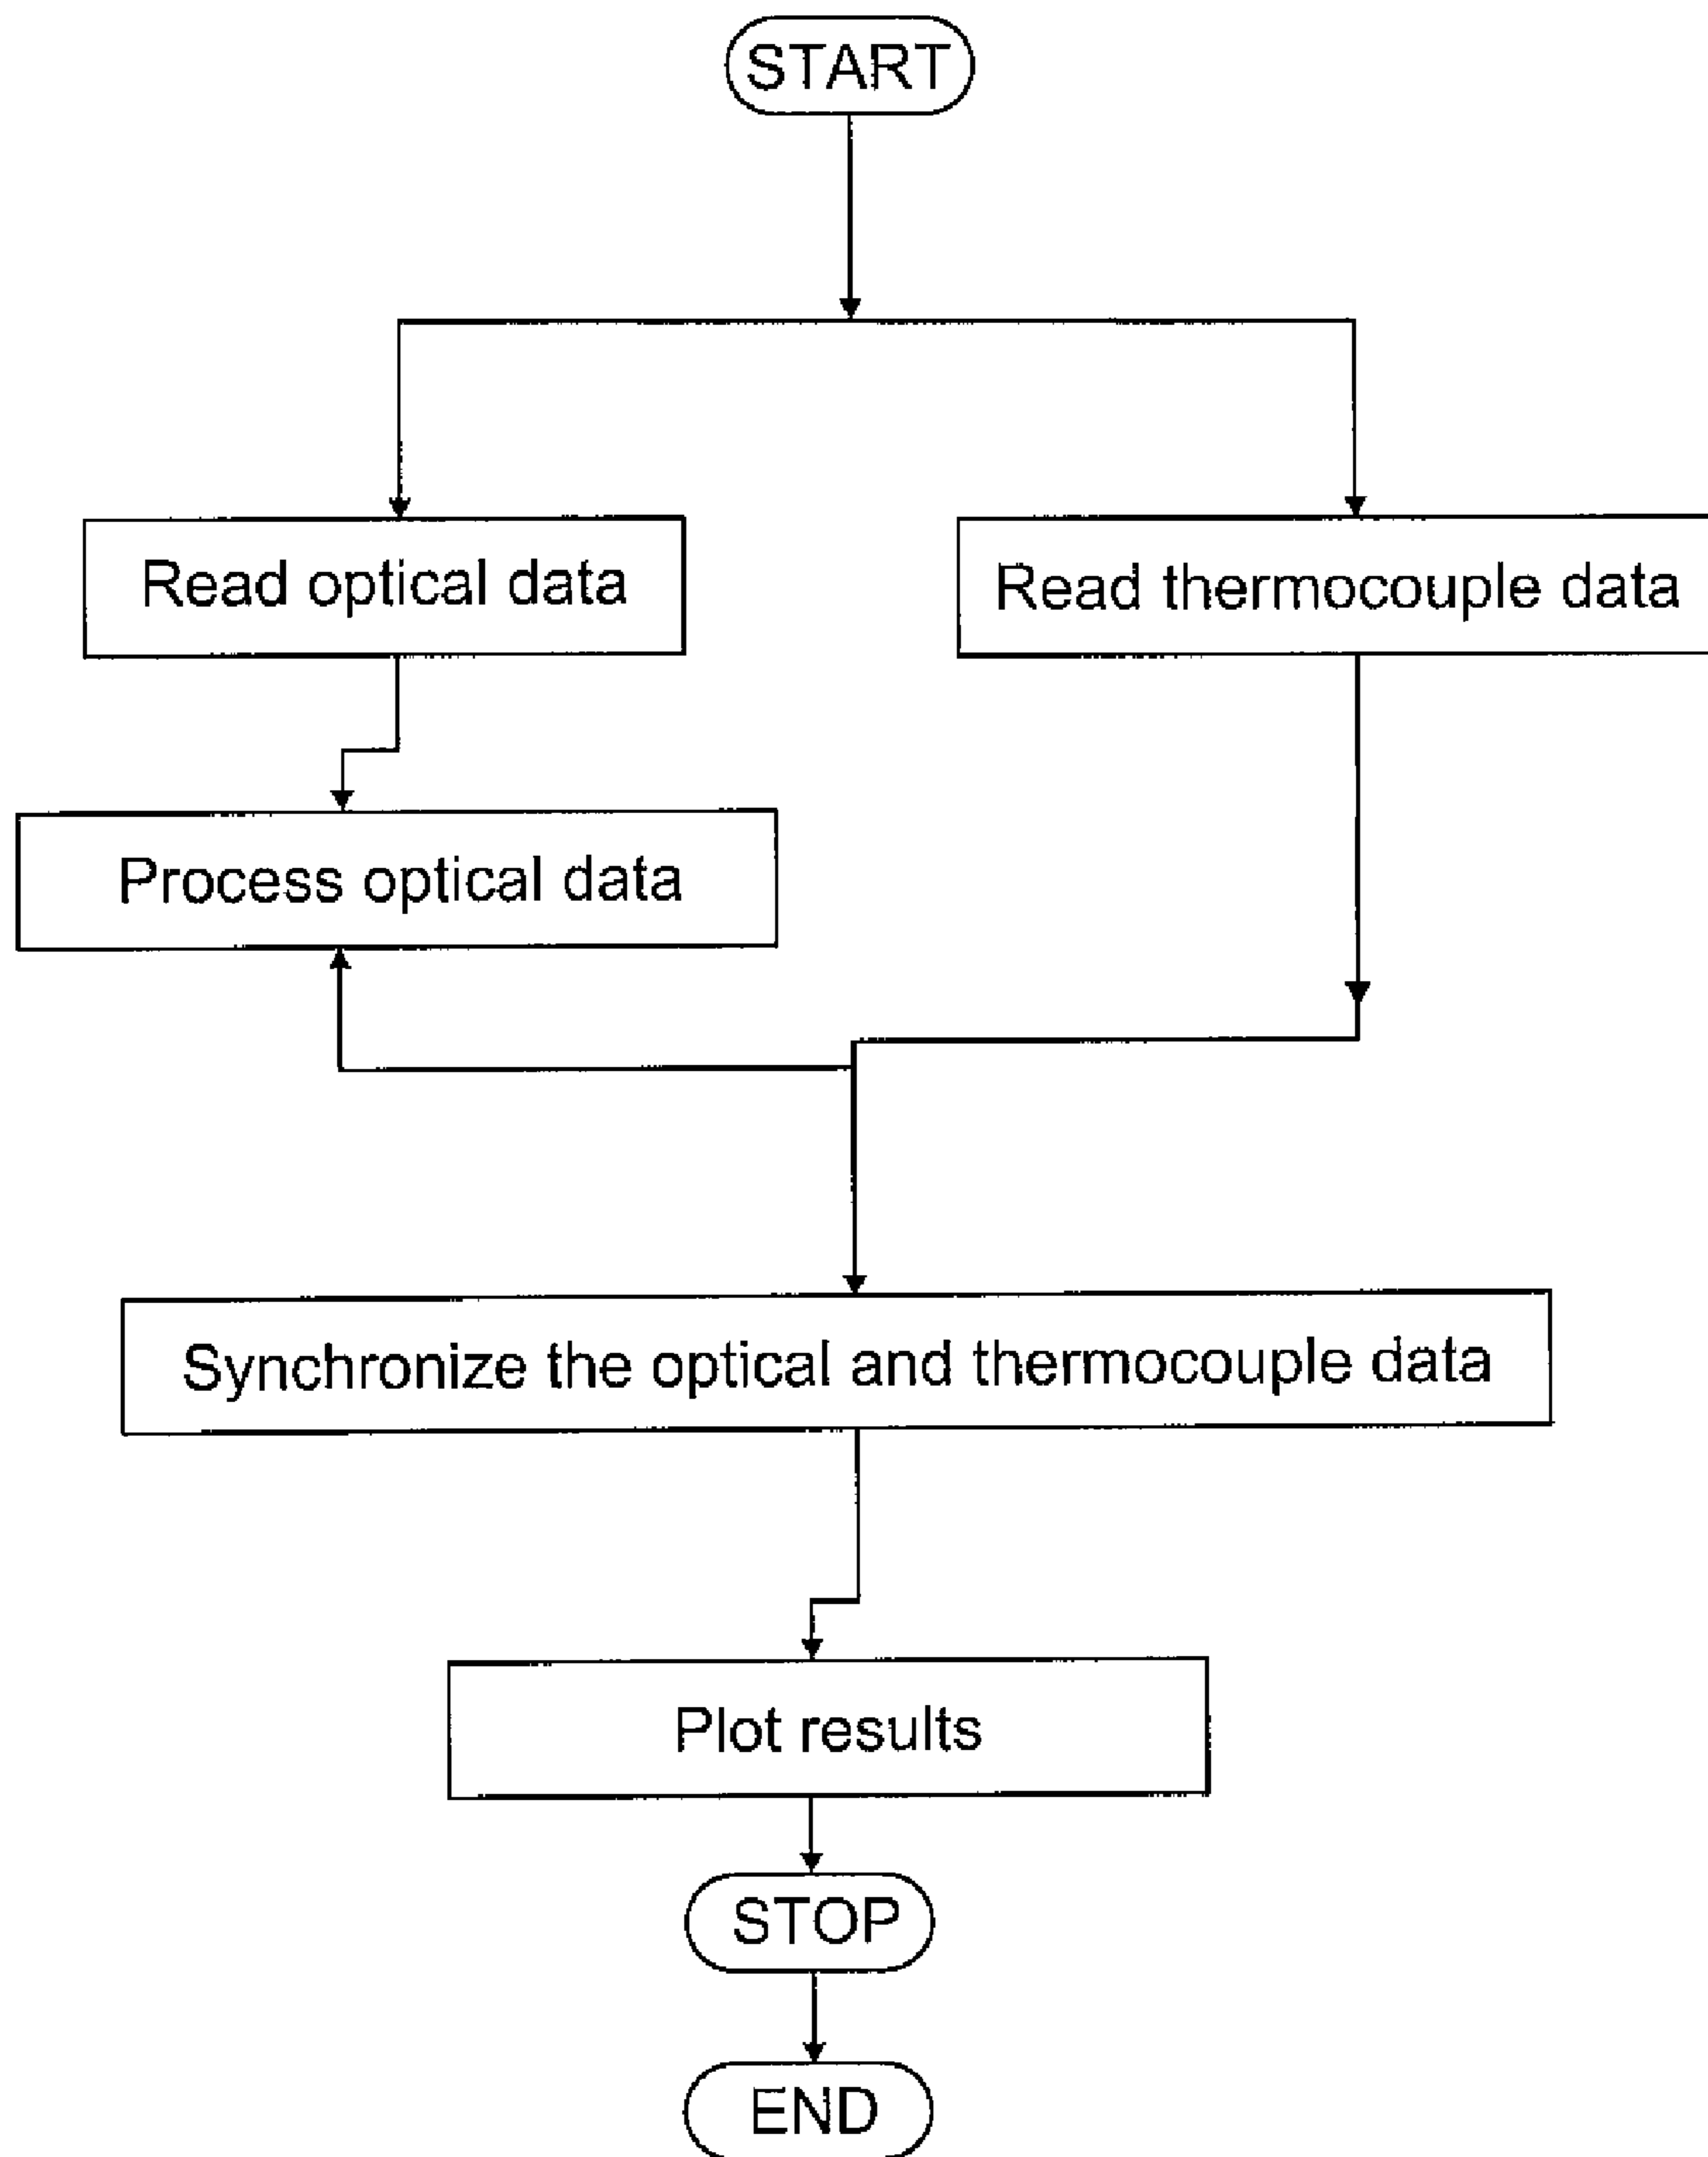 START
Read optical data
Read thermocouple data
Process optical data
Synchronize the optical and thermocouple data
Plot results
STOP
END